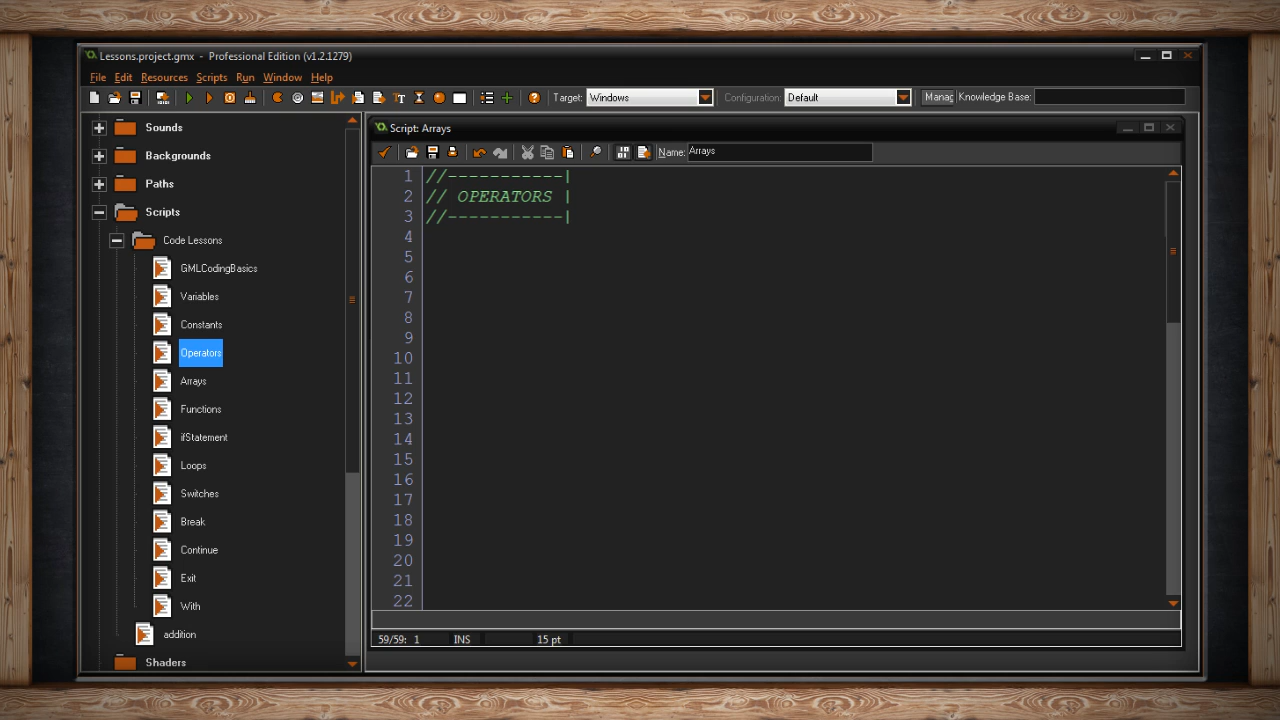 Lessons.project.gmx - Professional Edition (v1.2.1279)
File Edit Resources Scripts Run Window Help
Target: Windows Configuration: Default Manag Knowledge Base:
Sounds
Backgrounds
Paths
Scripts
Code Lessons
GMLCodingBasics
Variables
Constants
Operators
Arrays
Functions
ifStatement
Loops
Switches
Break
Continue
Exit
With
addition
Shaders
Script: Arrays
Name: Arrays
1 //-----------|
2 // OPERATORS |
3 //-----------|
4
5
6
7
8
9
10
11
12
13
14
15
16
17
18
19
20
21
22
59/59: 1 INS 15 pt